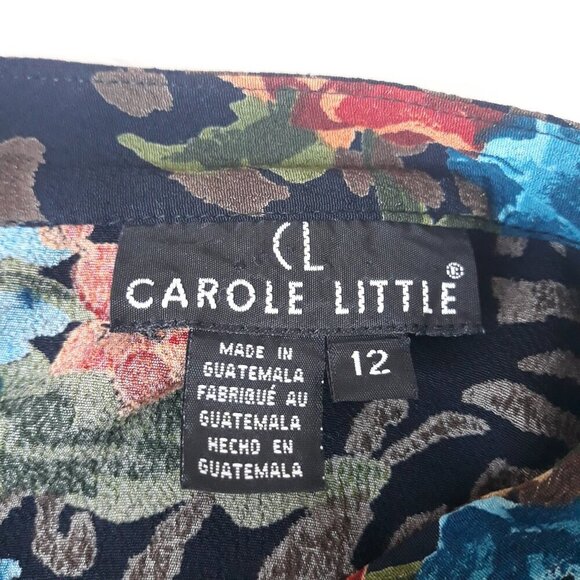 CL
CAROLE LITTLE®
MADE IN
GUATEMALA
FABRIQUÉ AU
GUATEMALA
HECHO EN
GUATEMALA
12